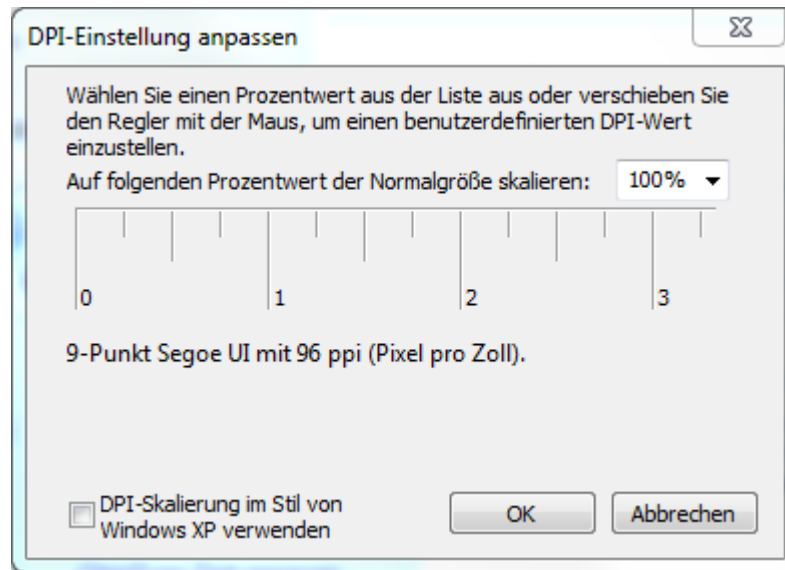 DPI-Einstellung anpassen
Wählen Sie einen Prozentwert aus der Liste aus oder verschieben Sie
den Regler mit der Maus, um einen benutzerdefinierten DPI-Wert
einzustellen.
Auf folgenden Prozentwert der Normalgröße skalieren: 100%
0 1 2 3
9-Punkt Segoe UI mit 96 ppi (Pixel pro Zoll).
DPI-Skalierung im Stil von
Windows XP verwenden
OK Abbrechen